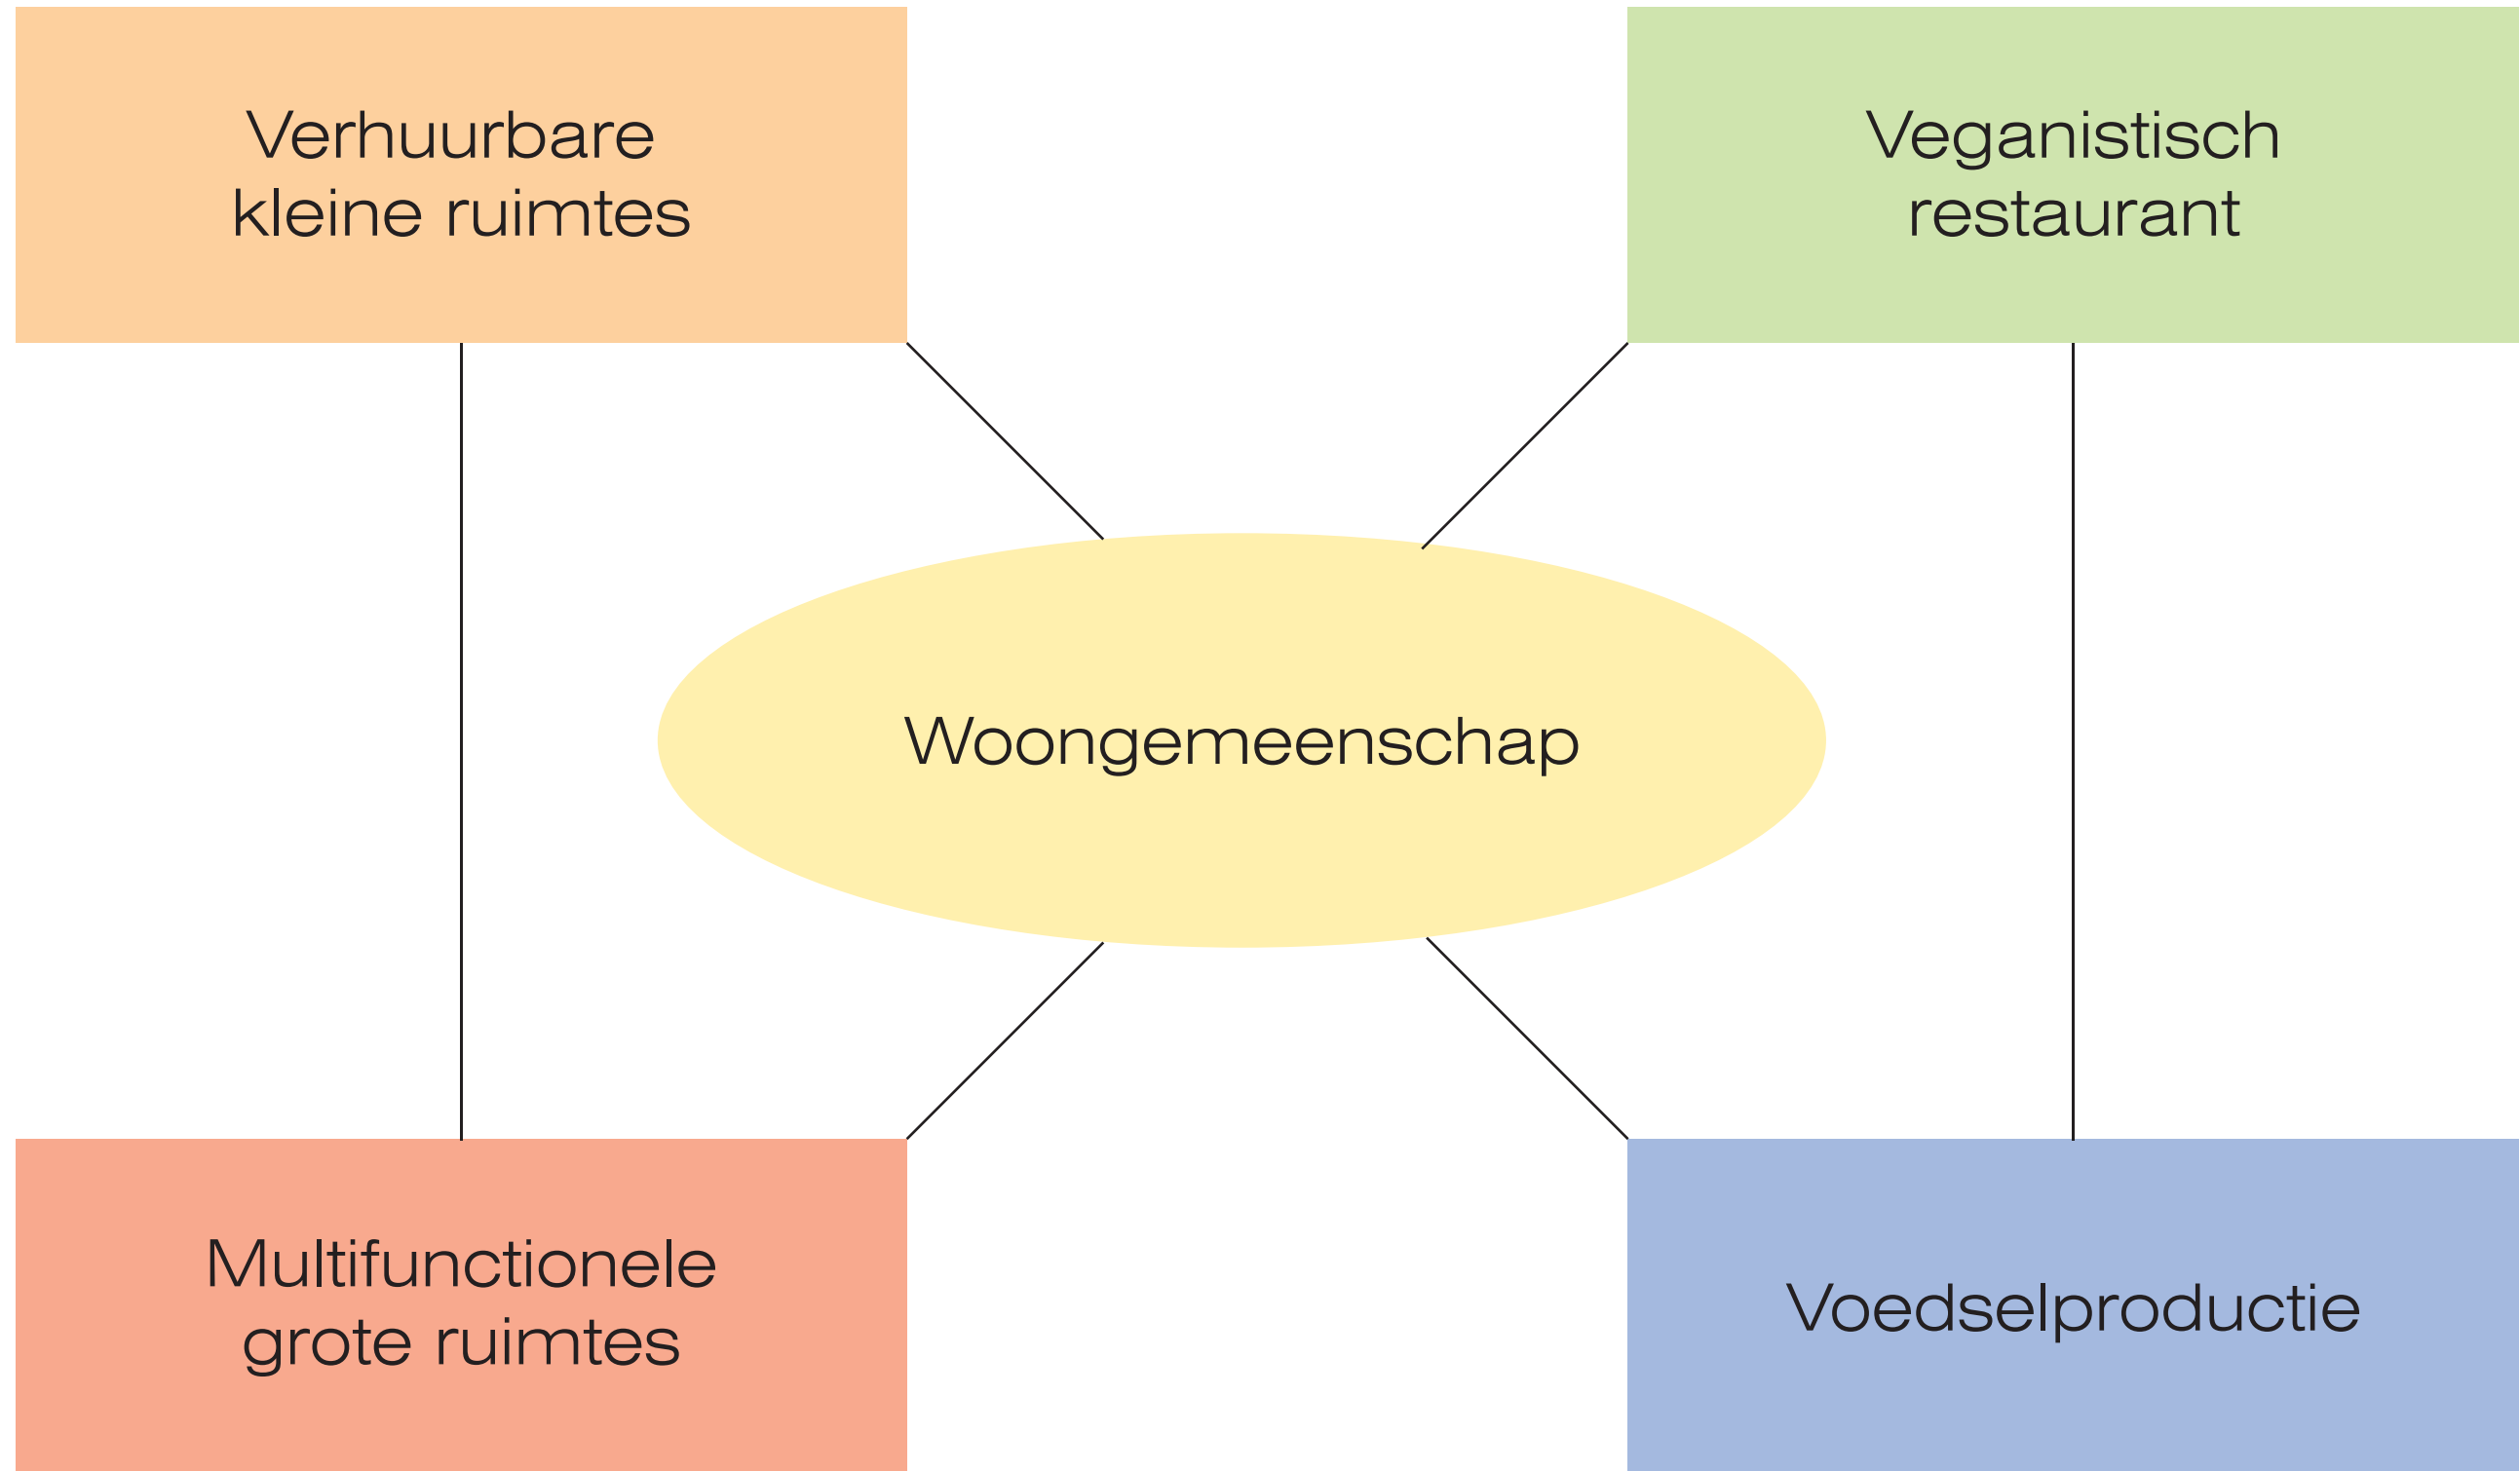 Verhuurbare
kleine ruimtes
Veganistisch
restaurant
Woongemeenschap
Multifunctionele
grote ruimtes
Voedselproductie